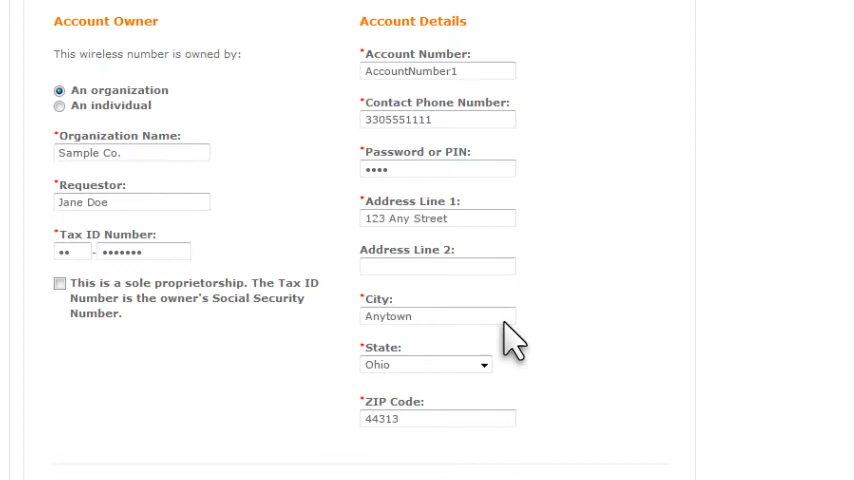 Account Owner
This wireless number is owned by:
An organization
An individual
*Organization Name:
Sample Co.
*Requestor:
Jane Doe
*Tax ID Number:
•• - •••••••
This is a sole proprietorship. The Tax ID
Number is the owner's Social Security
Number.
Account Details
*Account Number:
AccountNumber1
*Contact Phone Number:
3305551111
*Password or PIN:
••••
*Address Line 1:
123 Any Street
Address Line 2:
*City:
Anytown
*State:
Ohio
*ZIP Code:
44313